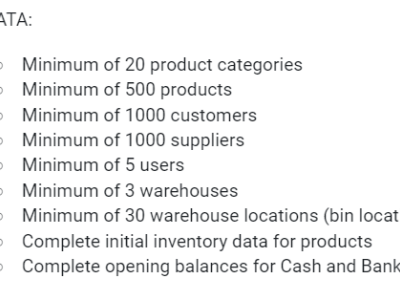 ATA:
Minimum of 20 product categories
Minimum of 500 products
Minimum of 1000 customers
Minimum of 1000 suppliers
Minimum of 5 users
Minimum of 3 warehouses
Minimum of 30 warehouse locations (bin locat
Complete initial inventory data for products
Complete opening balances for Cash and Bank